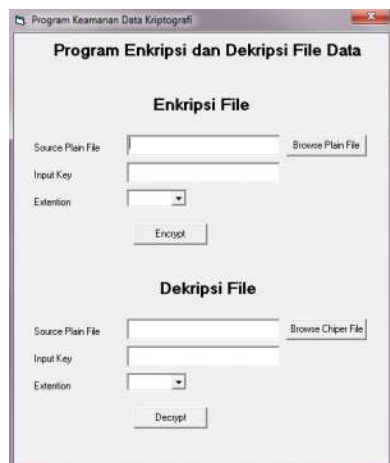 Program Keamanan Data Kriptografi
Program Enkripsi dan Dekripsi File Data
Enkripsi File
Source Plain File
Browse Plain File
Input Key
Extention
Encrypt
Dekripsi File
Source Plain File
Browse Chiper File
Input Key
Extention
Decrypt